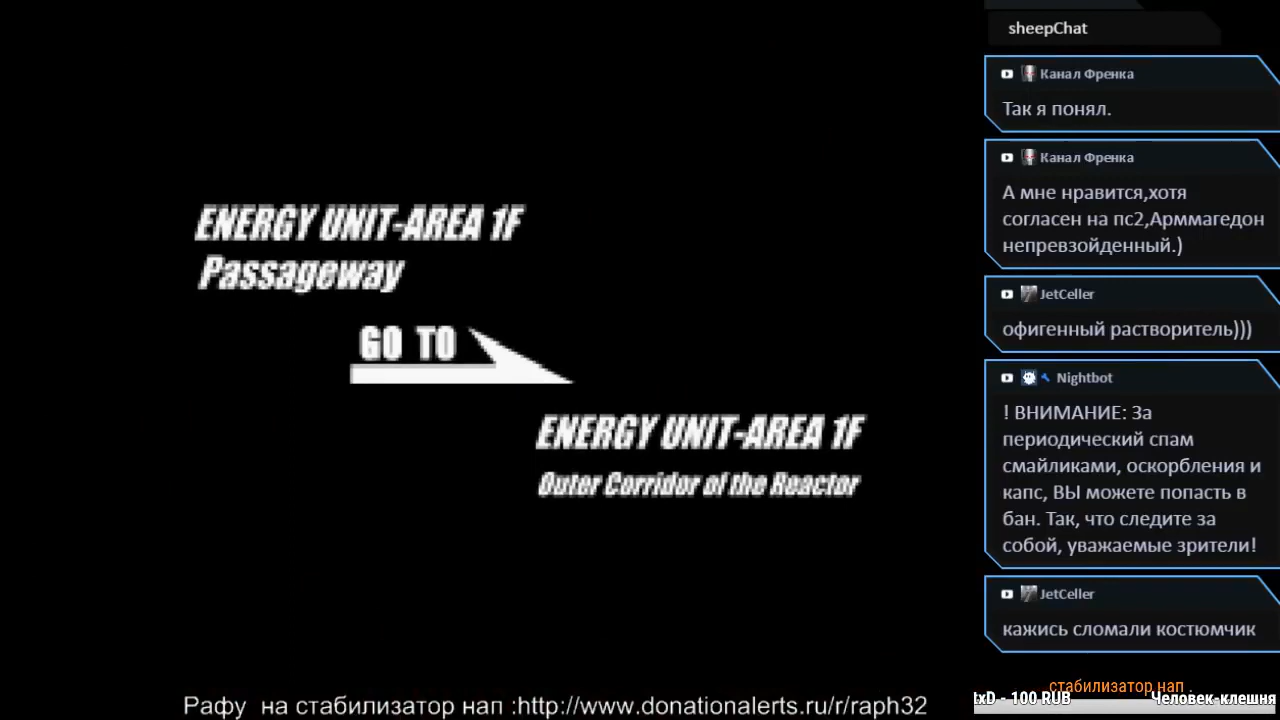 ENERGY UNIT-AREA 1F
Passageway
GO TO
ENERGY UNIT-AREA 1F
Outer Corridor of the Reactor
Рафу на стабилизатор нап :http://www.donationalerts.ru/r/raph32
sheepChat
Канал Френка
Так я понял.
Канал Френка
А мне нравится,хотя
согласен на пс2,Арммагедон
непревзойденный.)
JetCeller
офигенный растворитель)))
Nightbot
! ВНИМАНИЕ: За
периодический спам
смайликами, оскорбления и
капс, ВЫ можете попасть в
бан. Так, что следите за
собой, уважаемые зрители!
JetCeller
кажись сломали костюмчик
стабилизатор нап .
txD - 100 RUB Человек-клешня